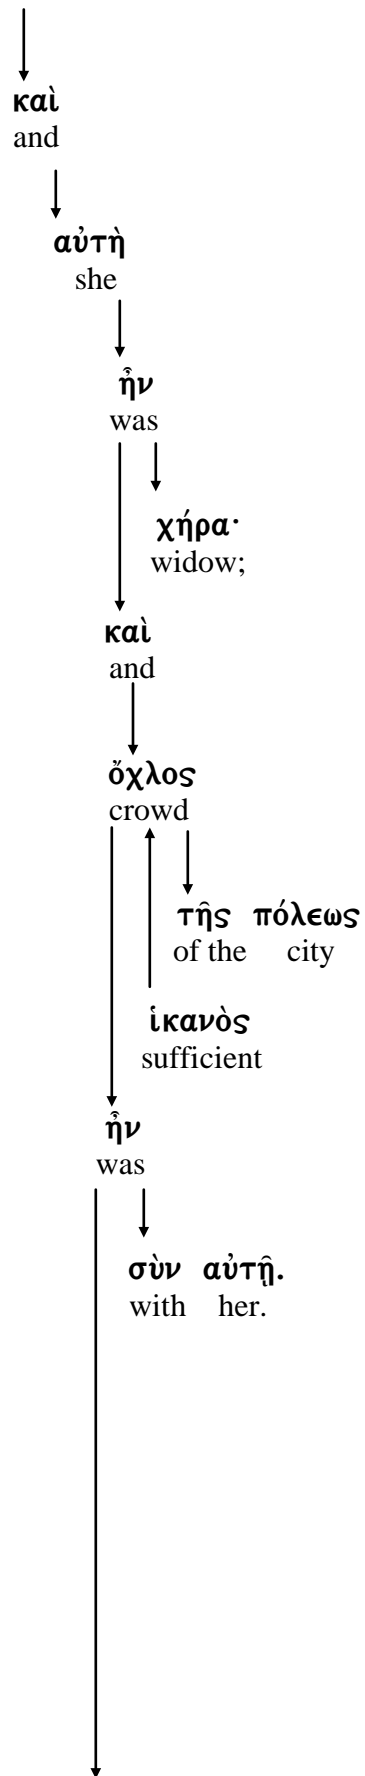 καὶ
and
αὐτὴ
she
ἦν
was
χήρα·
widow;
καὶ
and
ὄχλος
crowd
τῆς πόλεως
of the city
ἱκανὸς
sufficient
ἦν
was
σὺν αὐτῇ.
with her.